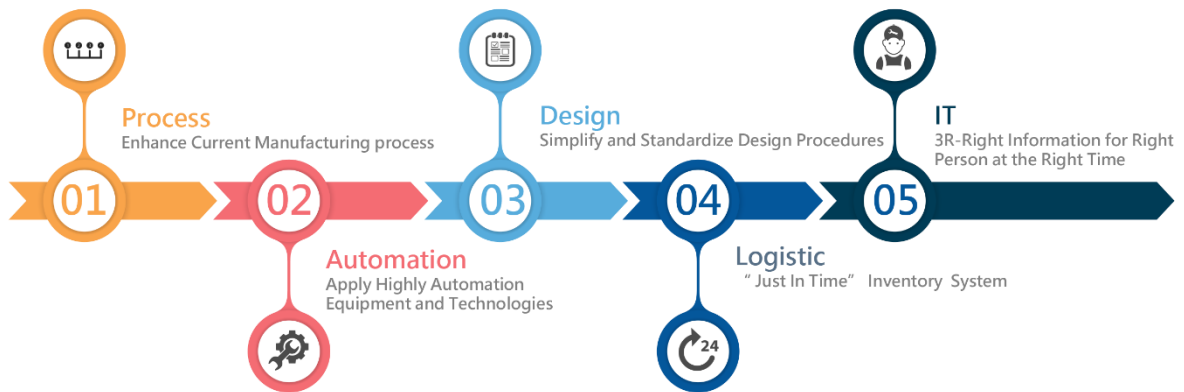 01
Process
Enhance Current Manufacturing process
02
Automation
Apply Highly Automation
Equipment and Technologies
03
Design
Simplify and Standardize Design Procedures
04
Logistic
“ Just In Time” Inventory System
24
05
IT
3R-Right Information for Right
Person at the Right Time